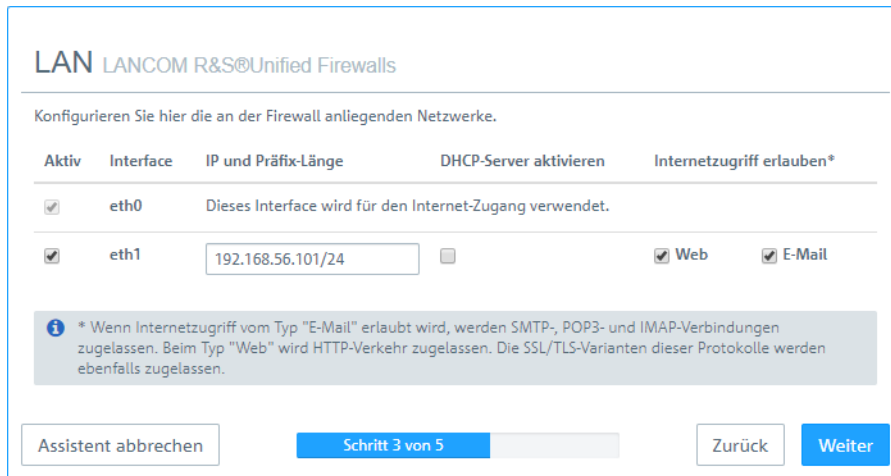 LAN LANCOM R&S®Unified Firewalls
Konfigurieren Sie hier die an der Firewall anliegenden Netzwerke.
Aktiv Interface IP und Präfix-Länge DHCP-Server aktivieren Internetzugriff erlauben*
eth0 Dieses Interface wird für den Internet-Zugang verwendet.
eth1 192.168.56.101/24 Web E-Mail
* Wenn Internetzugriff vom Typ "E-Mail" erlaubt wird, werden SMTP-, POP3- und IMAP-Verbindungen
zugelassen. Beim Typ "Web" wird HTTP-Verkehr zugelassen. Die SSL/TLS-Varianten dieser Protokolle werden
ebenfalls zugelassen.
Assistent abbrechen Schritt 3 von 5 Zurück Weiter